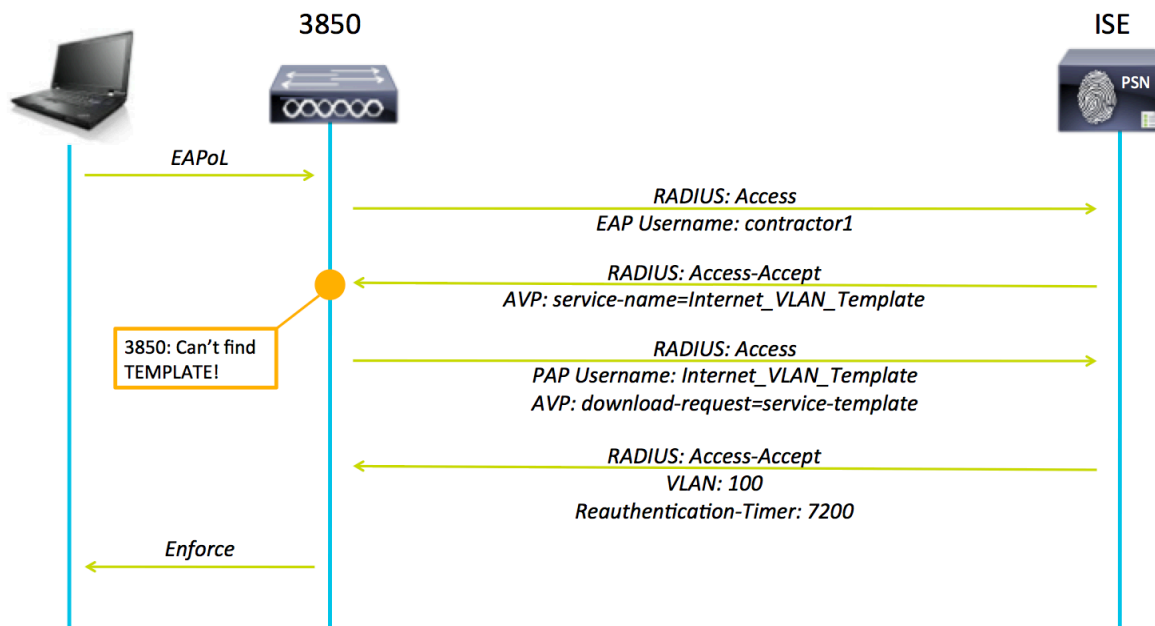 3850
ISE
PSN
EAPoL
RADIUS: Access
EAP Username: contractor1
RADIUS: Access-Accept
AVP: service-name=Internet_VLAN_Template
3850: Can't find
TEMPLATE!
RADIUS: Access
PAP Username: Internet_VLAN_Template
AVP: download-request=service-template
RADIUS: Access-Accept
VLAN: 100
Reauthentication-Timer: 7200
Enforce